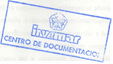 invemar
CENTRO DE DOCUMENTACION